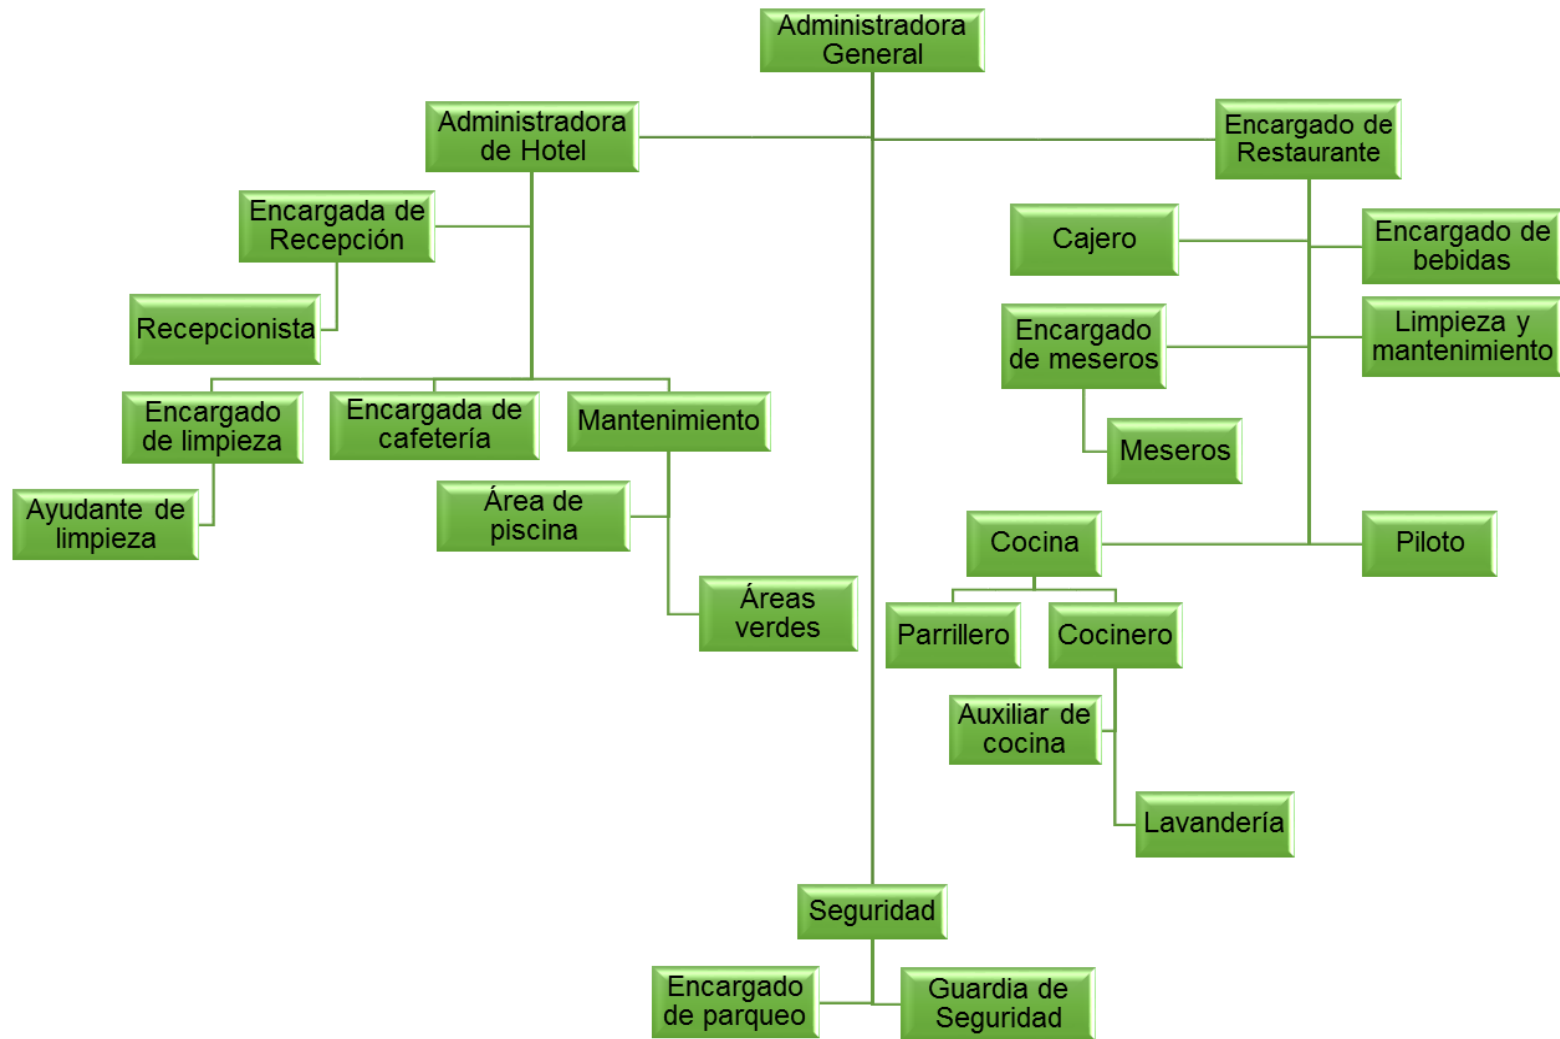 Administradora
General
Administradora
de Hotel
Encargado de
Restaurante
Encargada de
Recepción
Cajero
Encargado de
bebidas
Recepcionista
Encargado
de meseros
Limpieza y
mantenimiento
Encargado
de limpieza
Encargada de
cafetería
Mantenimiento
Meseros
Ayudante de
limpieza
Área de
piscina
Cocina
Piloto
Áreas
verdes
Parrillero
Cocinero
Auxiliar de
cocina
Lavandería
Seguridad
Encargado
de parqueo
Guardia de
Seguridad